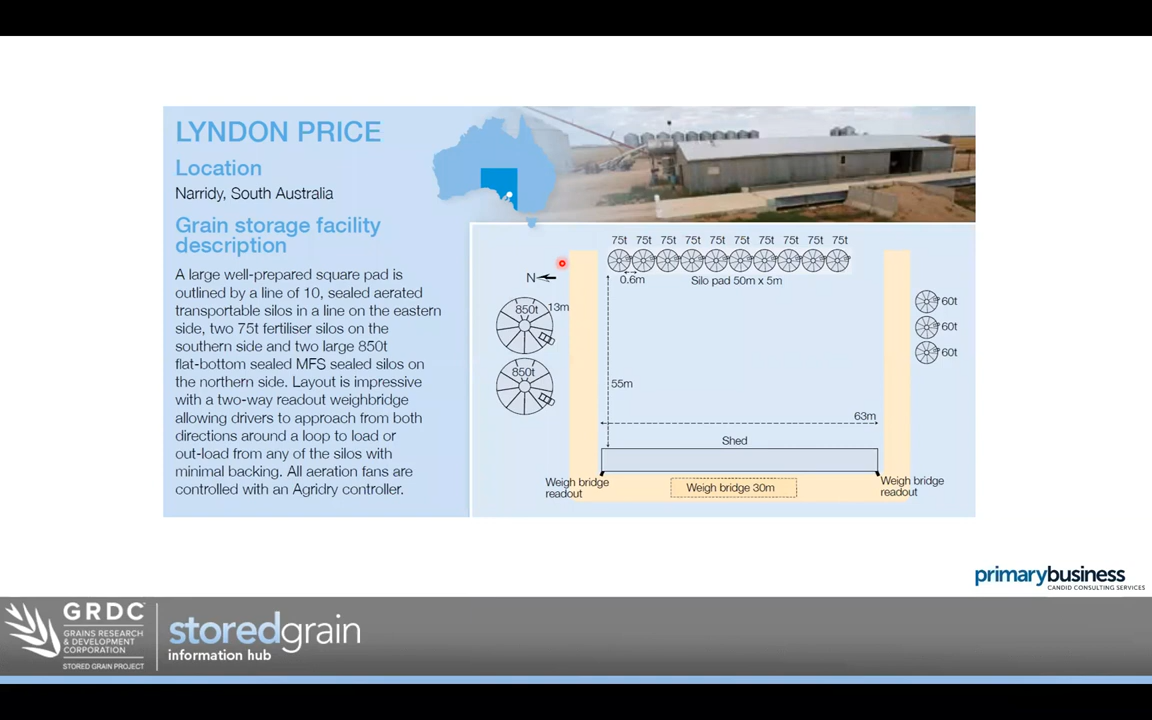 LYNDON PRICE
Location
Narridy, South Australia
Grain storage facility
description
A large well-prepared square pad is
outlined by a line of 10, sealed aerated
transportable silos in a line on the eastern
side, two 75t fertiliser silos on the
southern side and two large 850t
flat-bottom sealed MFS sealed silos on
the northern side. Layout is impressive
with a two-way readout weighbridge
allowing drivers to approach from both
directions around a loop to load or
out-load from any of the silos with
minimal backing. All aeration fans are
controlled with an Agridry controller.
75t 75t 75t 75t 75t 75t 75t 75t 75t 75t
N
0.6m
Silo pad 50m x 5m
850t
13m
850t
60t
60t
60t
55m
63m
Shed
Weigh bridge
readout
Weigh bridge 30m
Weigh bridge
readout
primarybusiness
CANDID CONSULTING SERVICES
GRDC
GRAINS RESEARCH
& DEVELOPMENT
CORPORATION
STORED GRAIN PROJECT
storedgrain
information hub